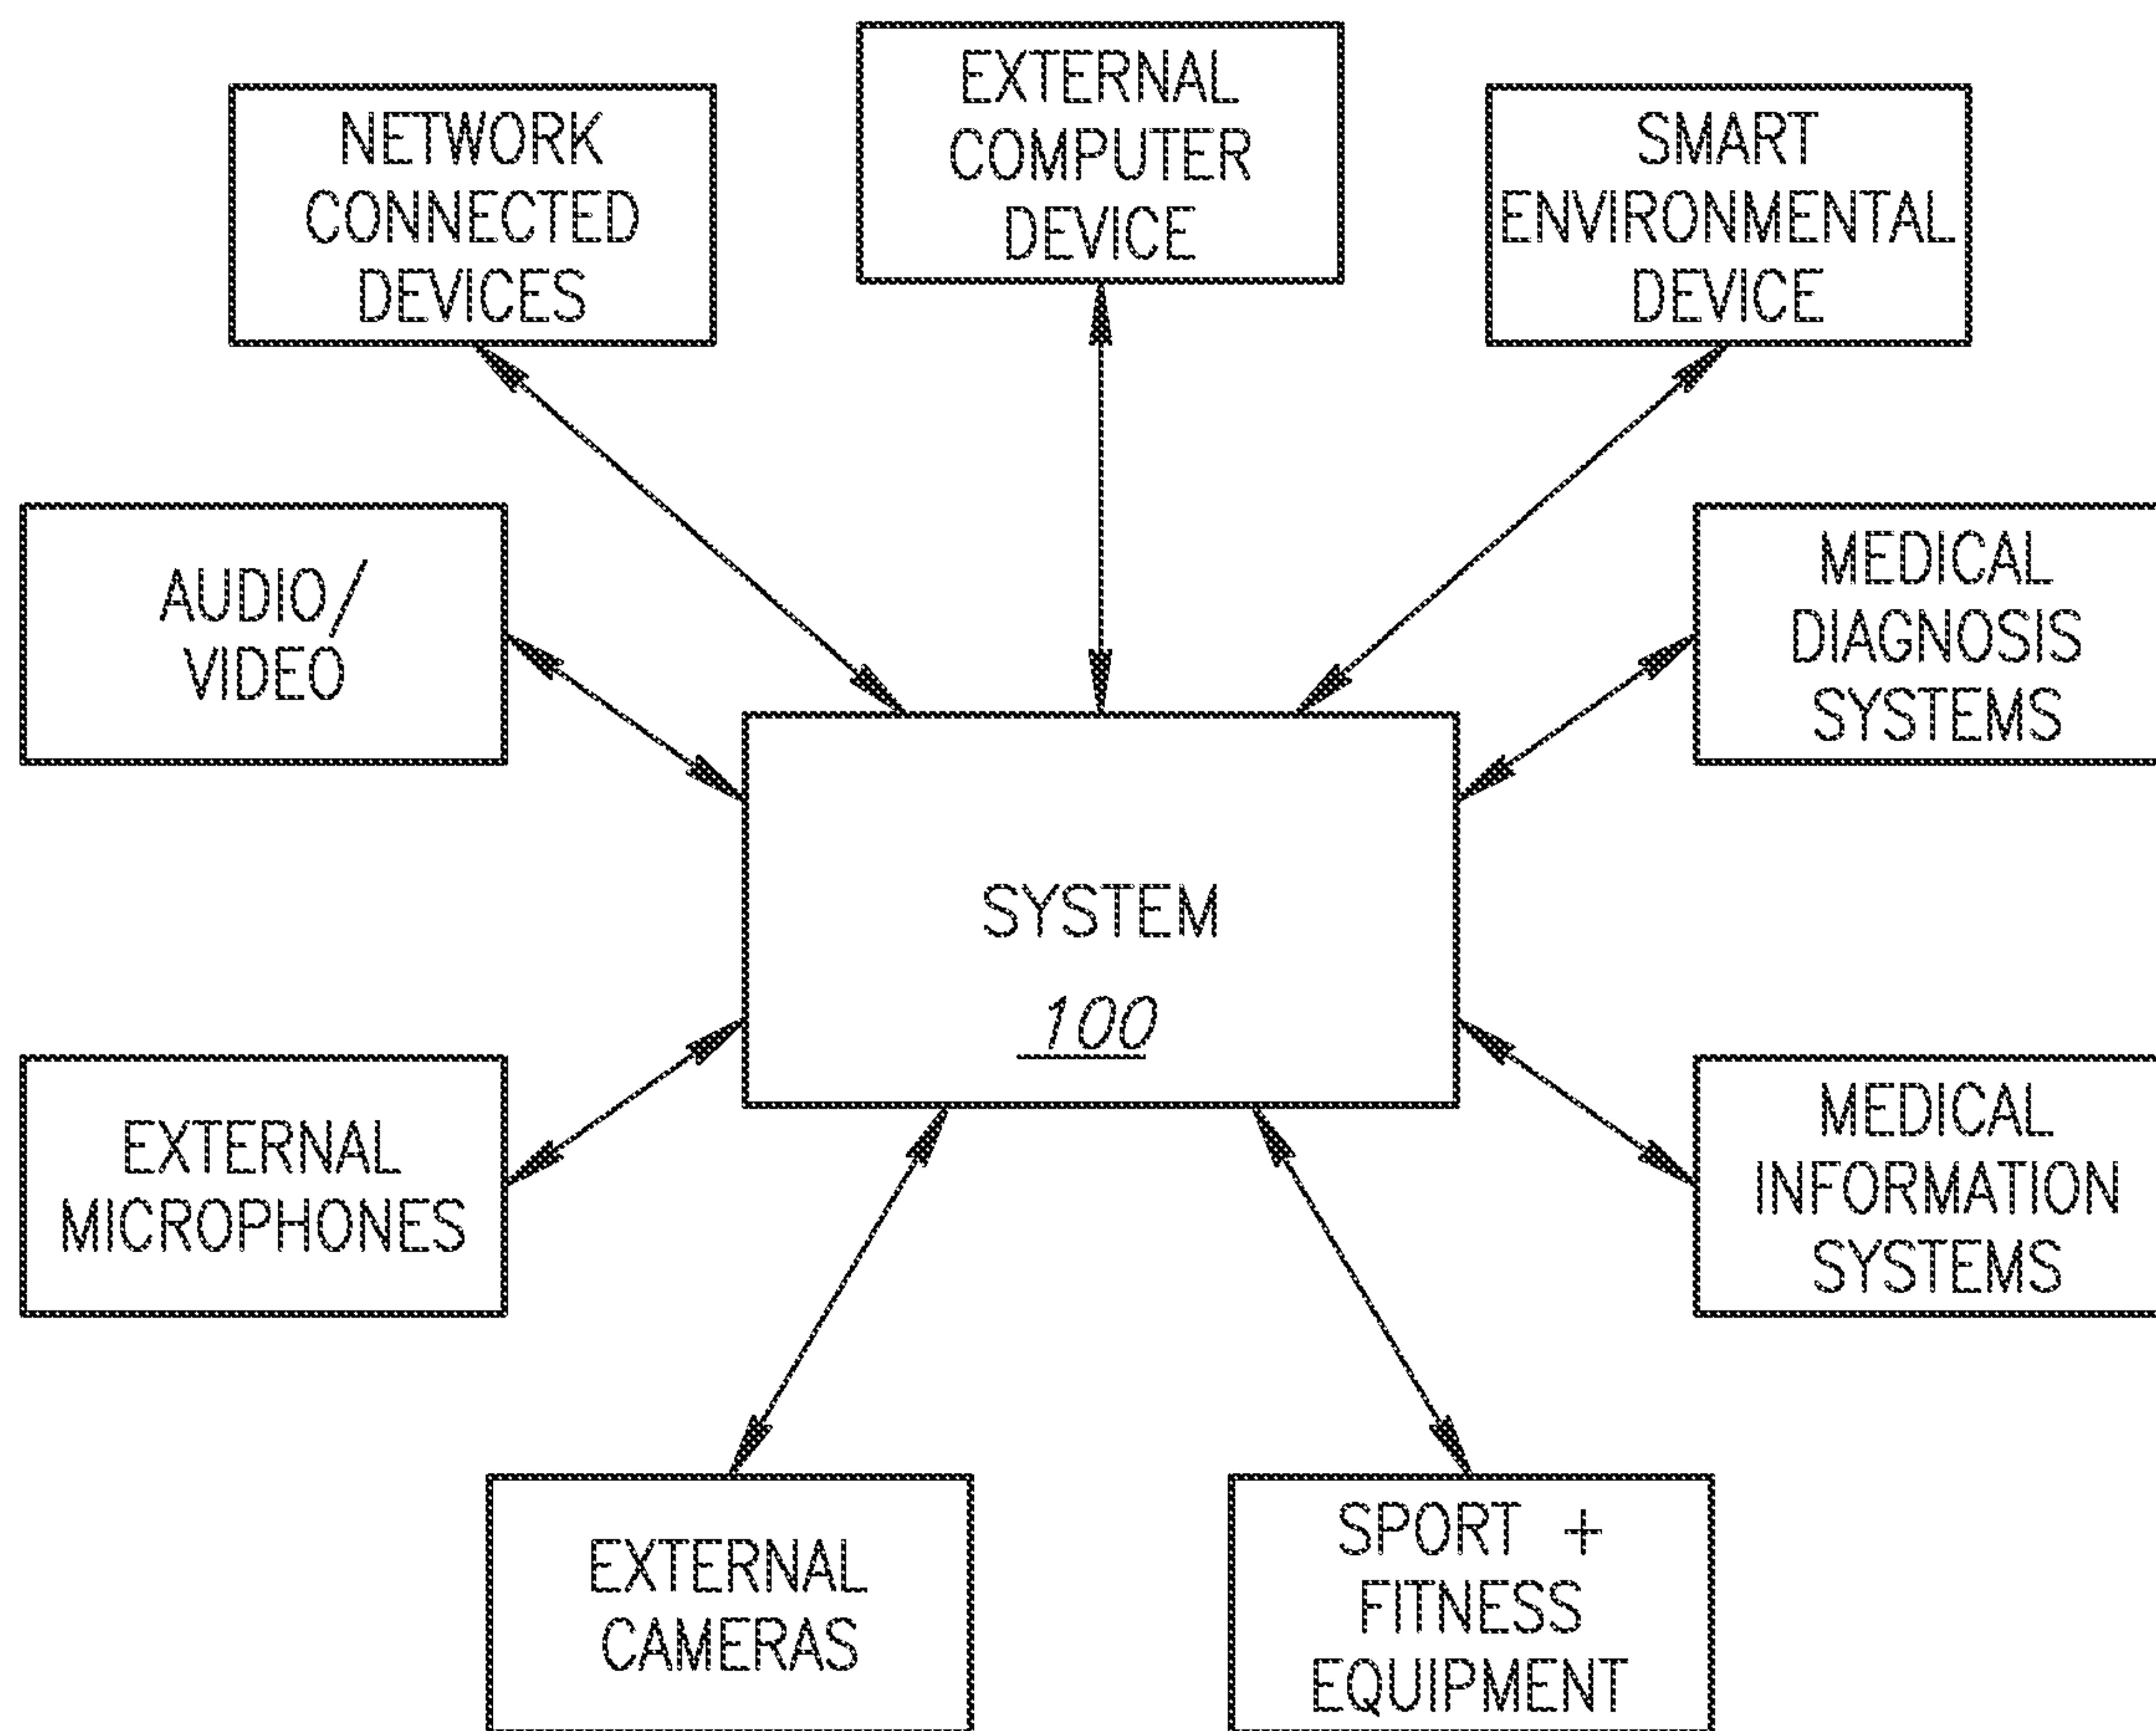 EXTERNAL
COMPUTER
DEVICE
NETWORK
CONNECTED
DEVICES
SMART
ENVIRONMENTAL
DEVICE
AUDIO/
VIDEO
MEDICAL
DIAGNOSIS
SYSTEMS
SYSTEM
100
EXTERNAL
MICROPHONES
MEDICAL
INFORMATION
SYSTEMS
EXTERNAL
CAMERAS
SPORT +
FITNESS
EQUIPMENT